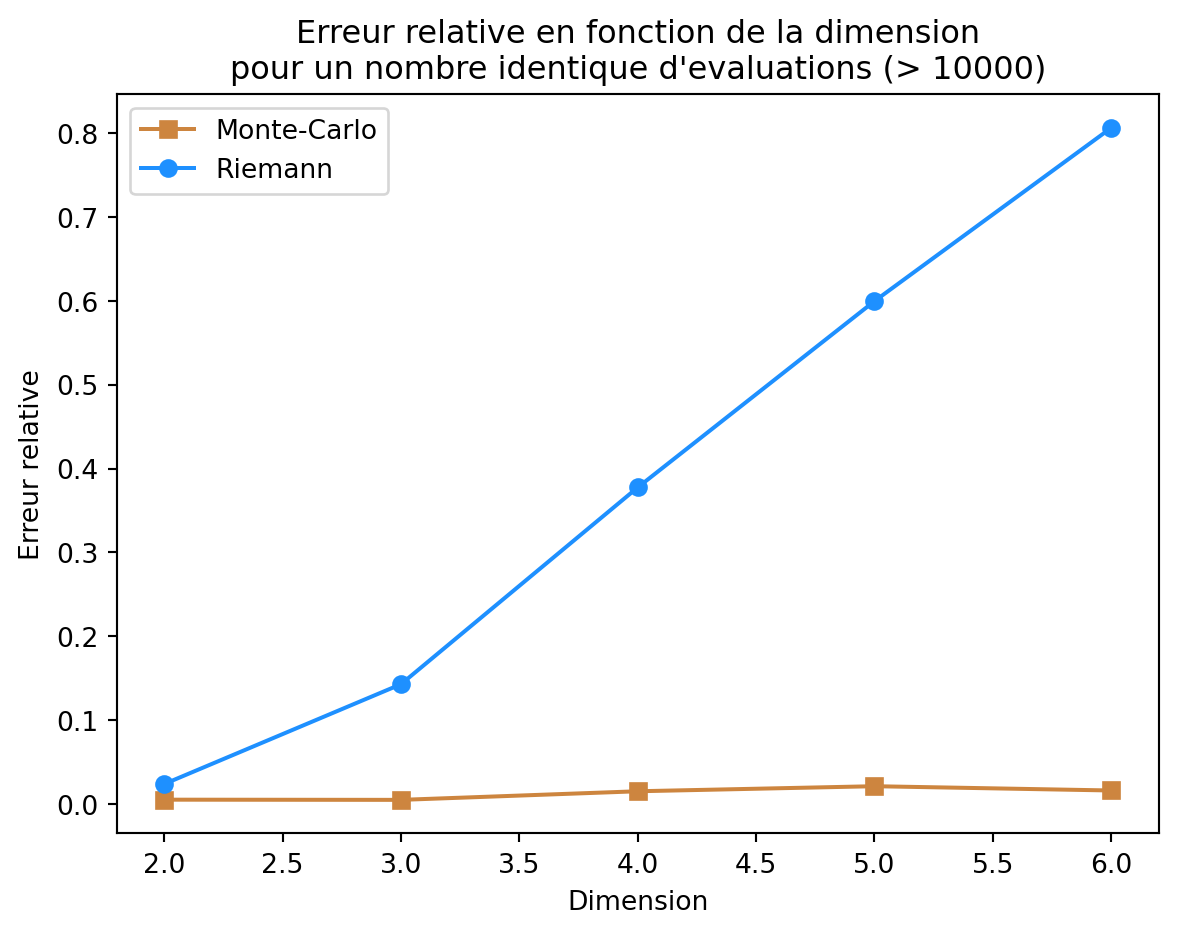 Erreur relative en fonction de la dimension
pour un nombre identique d'evaluations (> 10000)
Monte-Carlo
Riemann
Erreur relative
0.8
0.7
0.6
0.5
0.4
0.3
0.2
0.1
0.0
2.0 2.5 3.0 3.5 4.0 4.5 5.0 5.5 6.0
Dimension